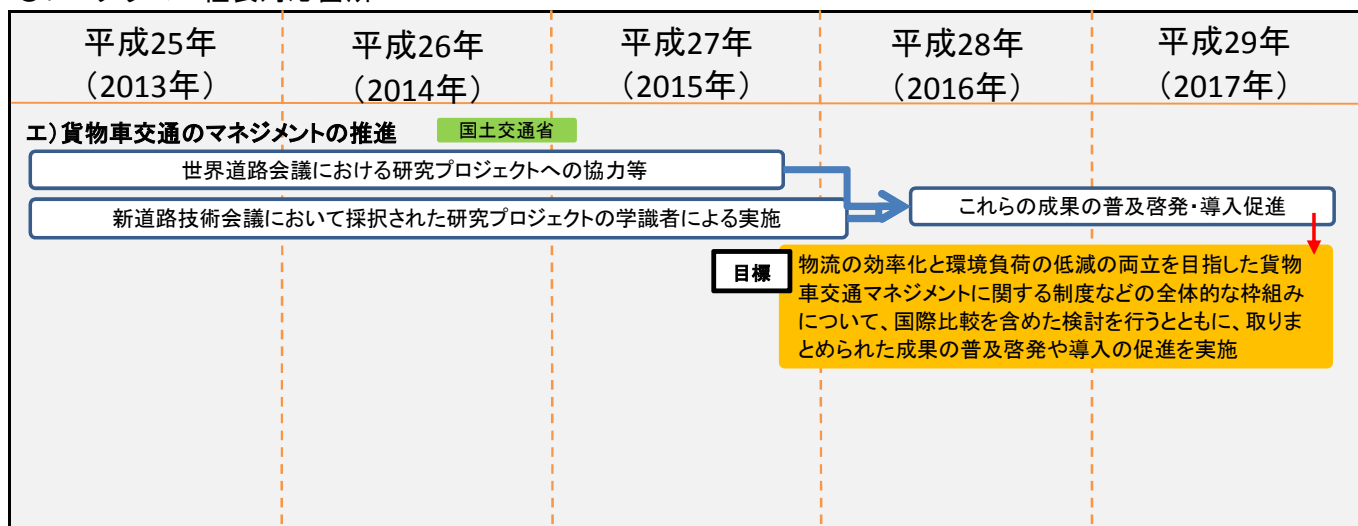 平成25年
(2013年)
平成26年
(2014年)
平成27年
(2015年)
平成28年
(2016年)
平成29年
(2017年)
エ)貨物車交通のマネジメントの推進
国土交通省
世界道路会議における研究プロジェクトへの協力等
新道路技術会議において採択された研究プロジェクトの学識者による実施
これらの成果の普及啓発・導入促進
目標
物流の効率化と環境負荷の低減の両立を目指した貨物
車交通マネジメントに関する制度などの全体的な枠組み
について、国際比較を含めた検討を行うとともに、取りま
とめられた成果の普及啓発や導入の促進を実施